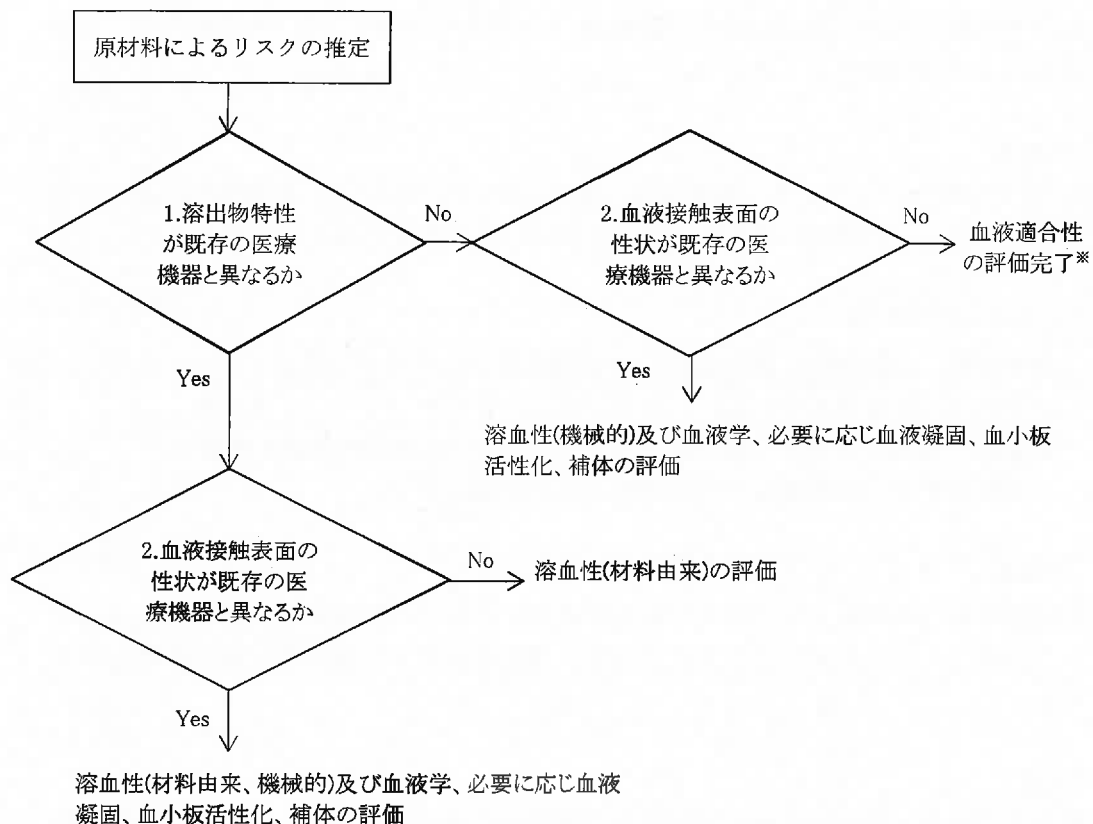 原材料によるリスクの推定
1.溶出物特性
が既存の医療
機器と異なるか
No
2.血液接触表面の
性状が既存の医
療機器と異なるか
No
血液適合性
の評価完了※
Yes
Yes
溶血性(機械的)及び血液学、必要に応じ血液凝固、血小板
活性化、補体の評価
2.血液接触表面の
性状が既存の医
療機器と異なるか
No
溶血性(材料由来)の評価
Yes
溶血性(材料由来、機械的)及び血液学、必要に応じ血液
凝固、血小板活性化、補体の評価